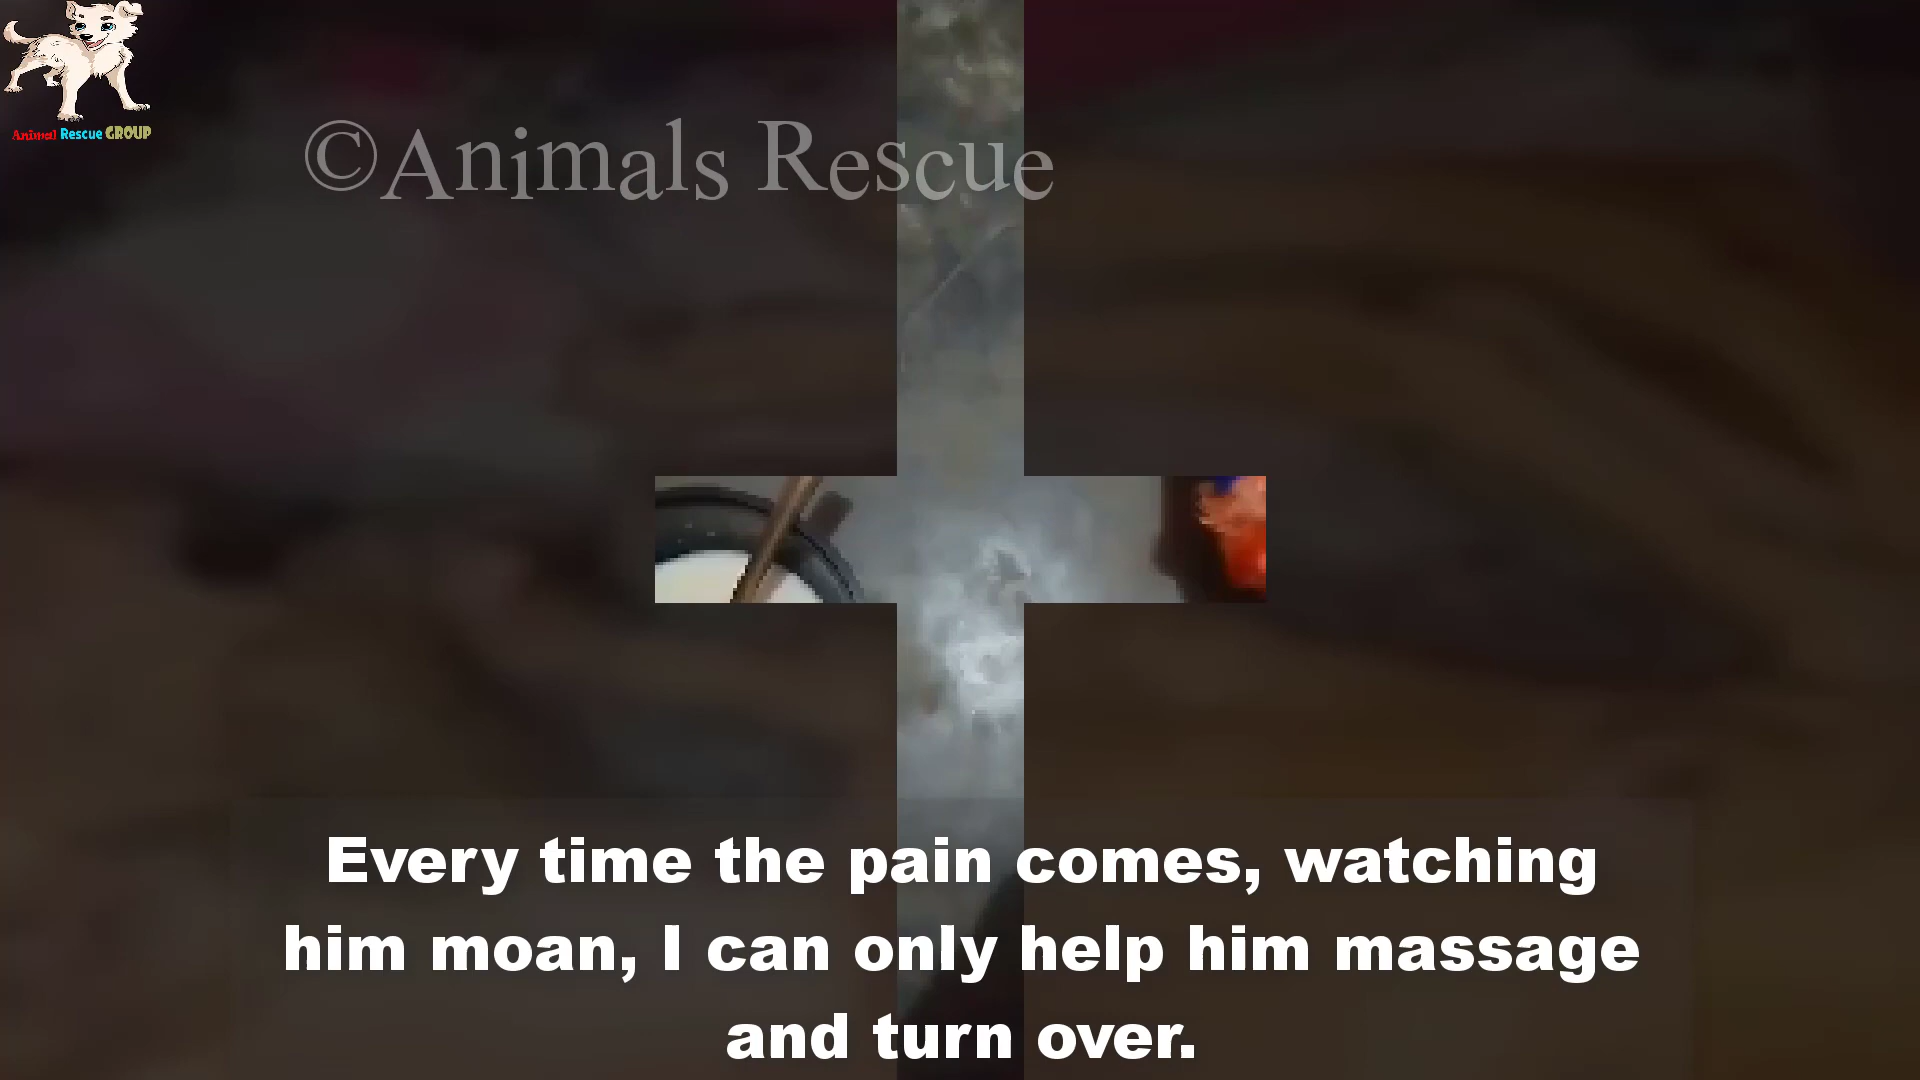 Animal Rescue GROUP
©Animals Rescue
Every time the pain comes, watching
him moan, I can only help him massage
and turn over.